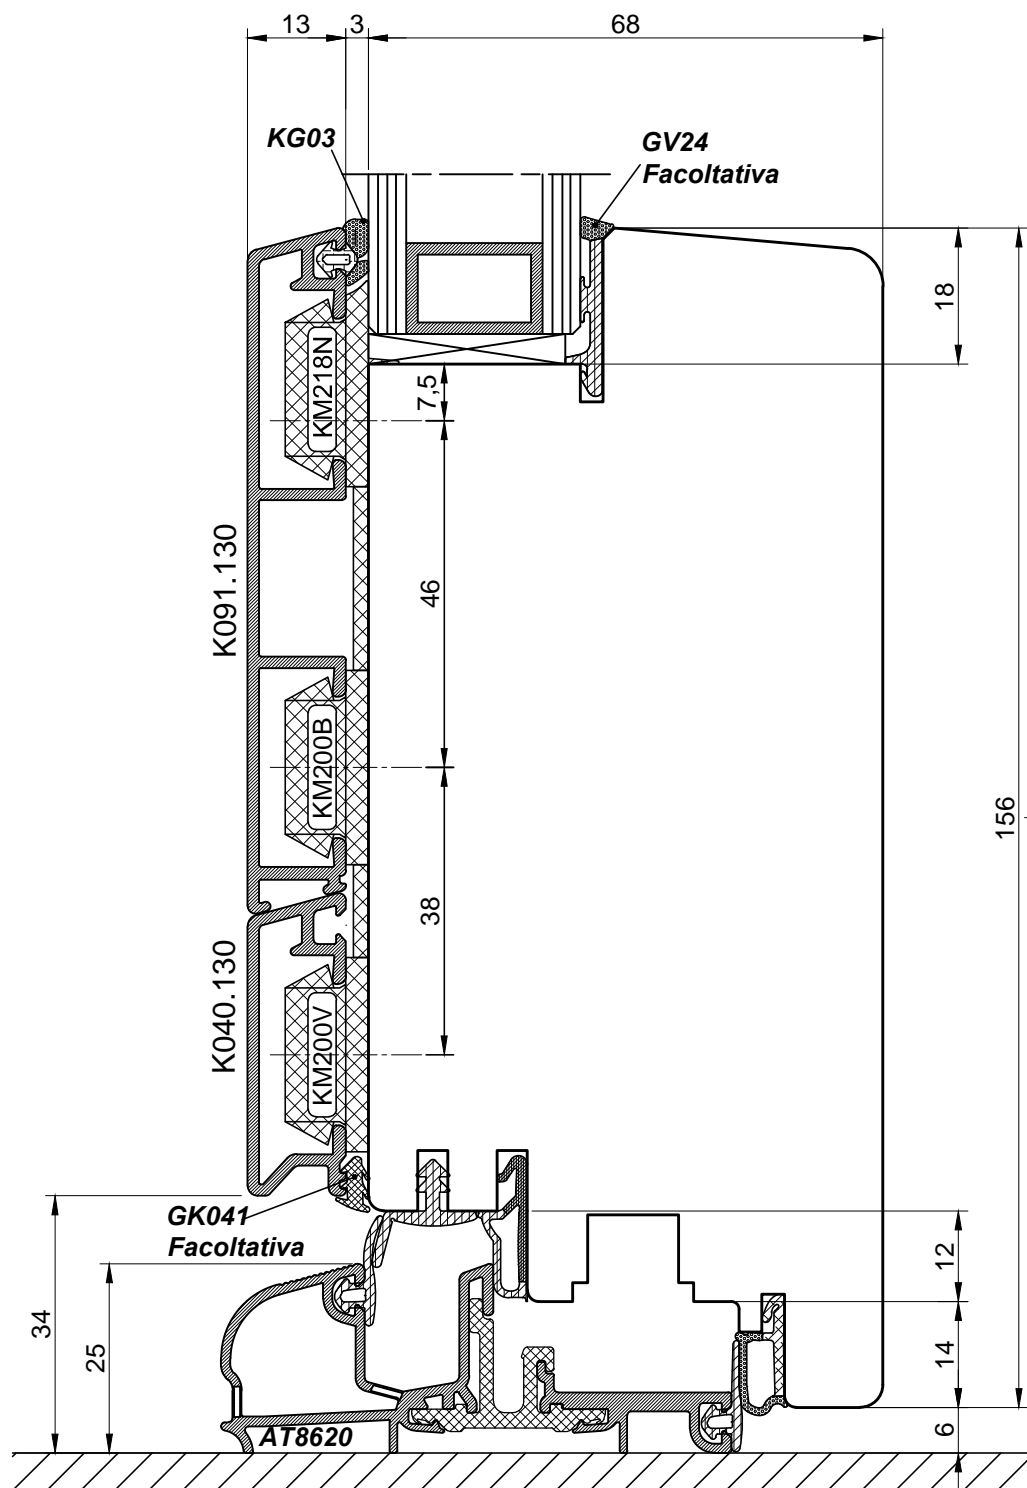 13
3
68
KG03
GV24
Facoltativa
18
7,5
KM218N
K091.130
46
156
KM200B
38
K040.130
KM200V
GK041
Facoltativa
12
34
25
14
AT8620
6